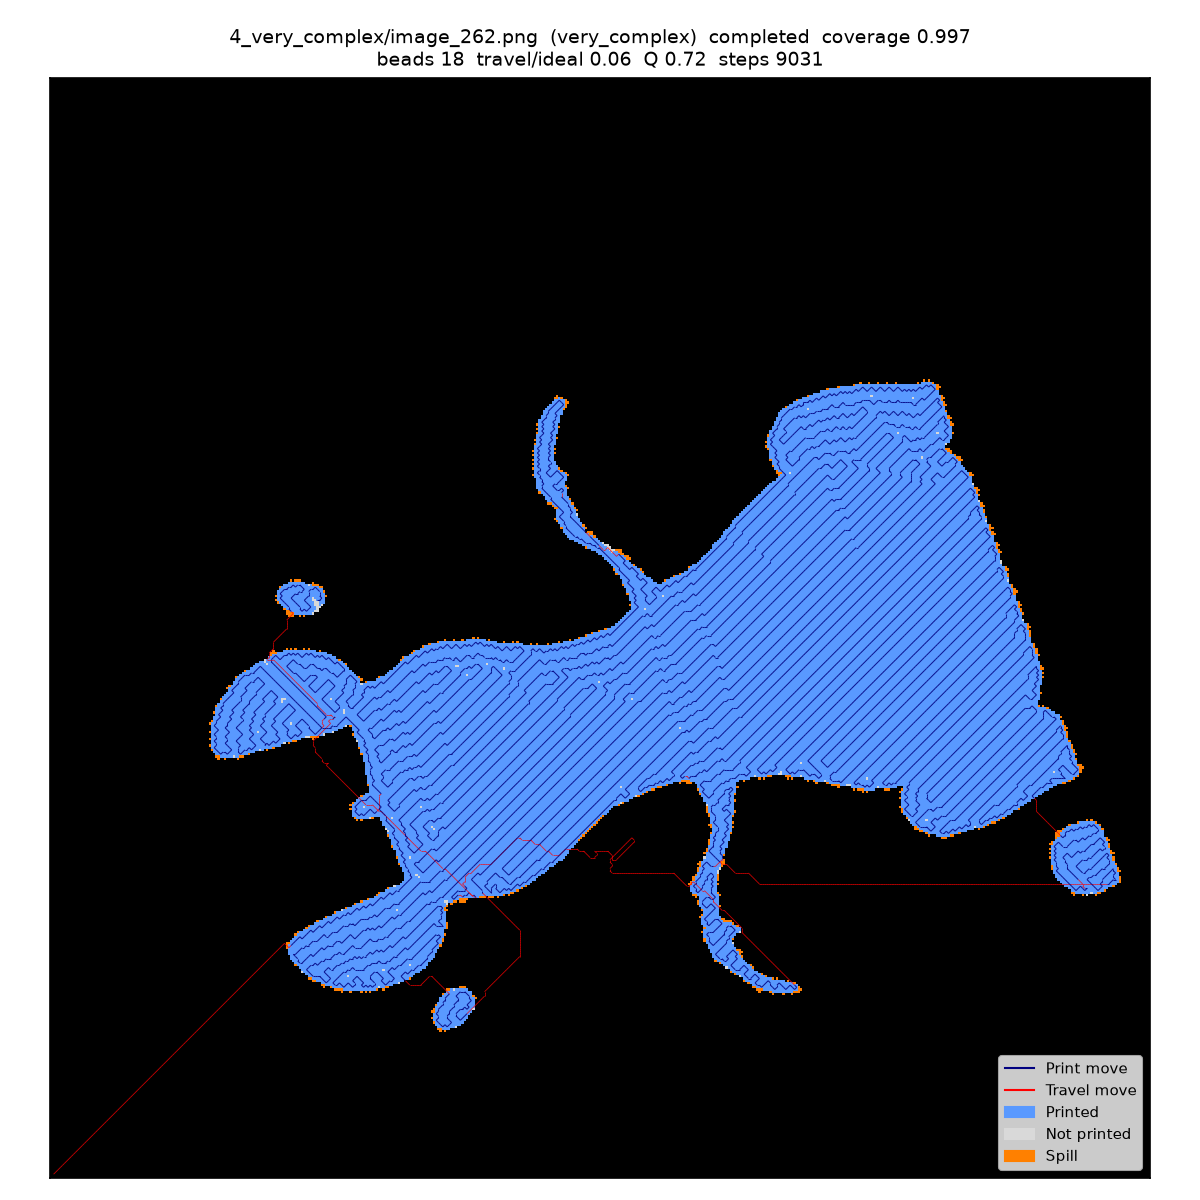 4_very_complex/image_262.png  (very_complex)  completed  coverage 0.997
beads 18  travel/ideal 0.06  Q 0.72  steps 9031
Print move
Travel move
Printed
Not printed
Spill